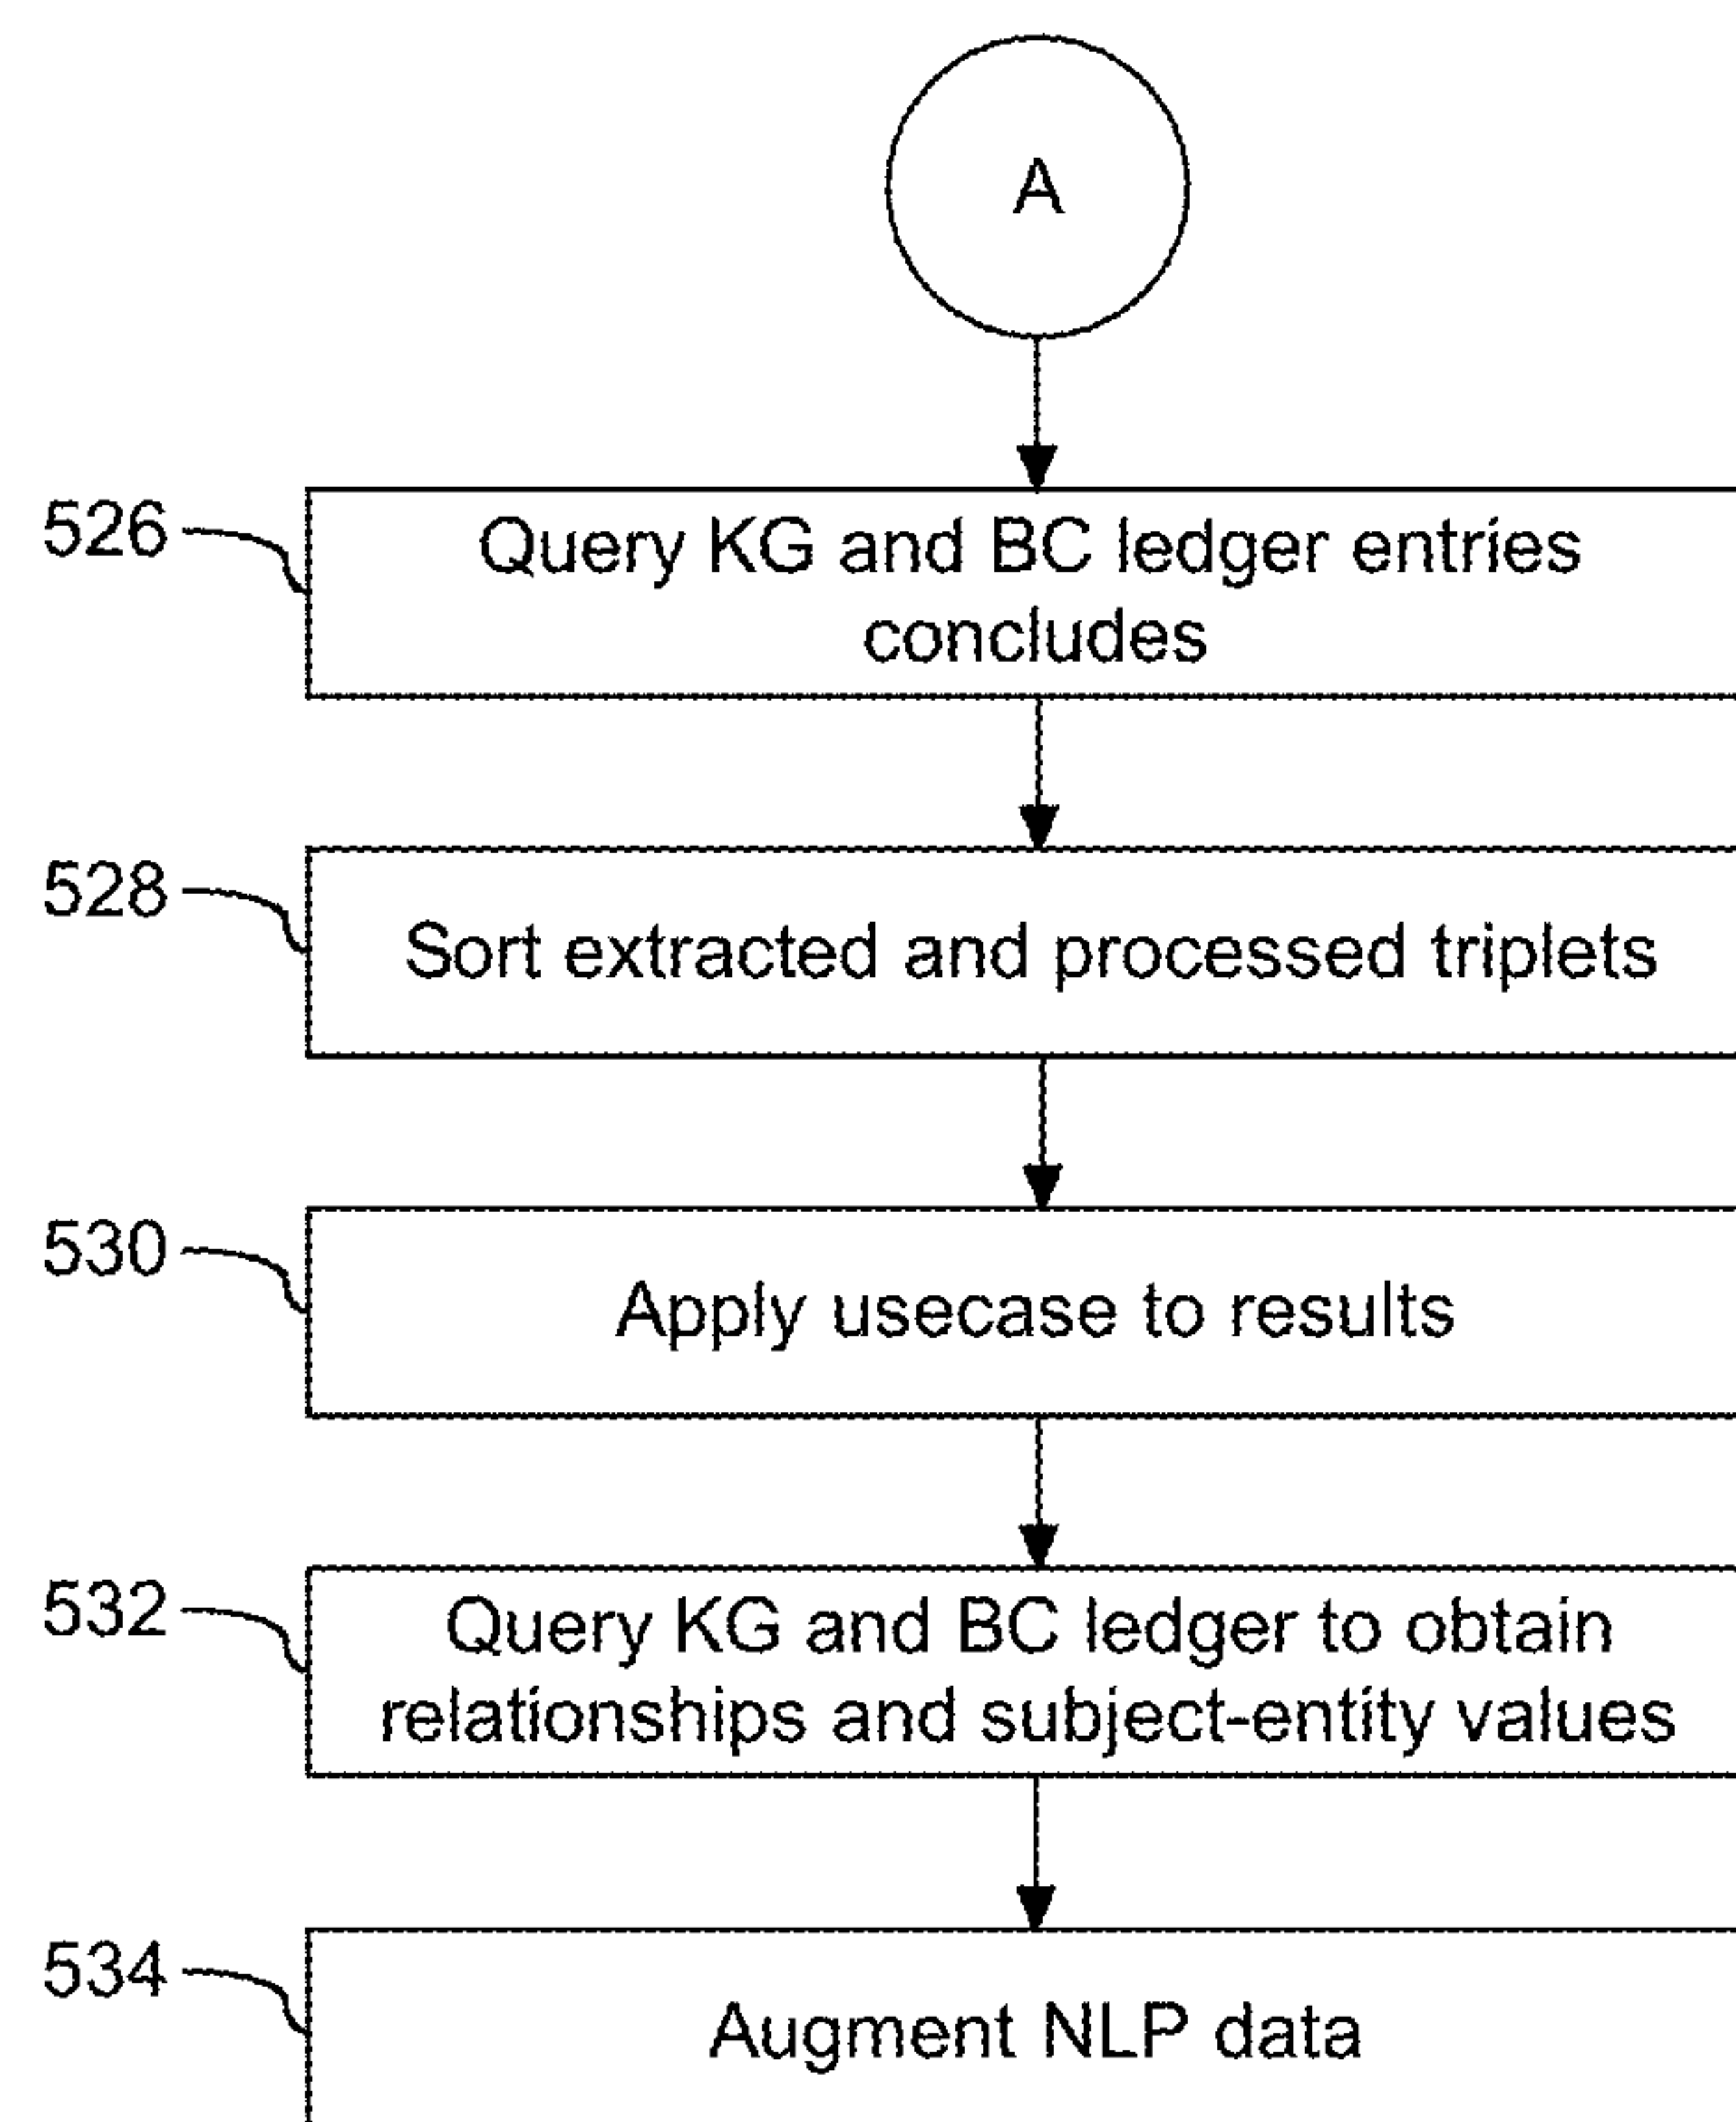 A
526
Query KG and BC ledger entries
concludes
528
Sort extracted and processed triplets
530
Apply usecase to results
532
Query KG and BC ledger to obtain
relationships and subject-entity values
534
Augment NLP data